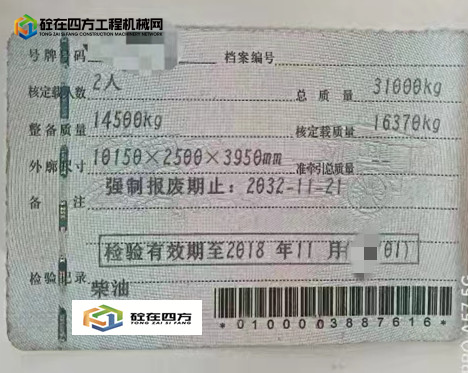 砼在四方工程机械网
TONG ZAI SI FANG CONSTRUCTION MACHINERY NETWORK
号牌号码 档案编号
核定载人数 2人 总质量 31000kg
整备质量 14500kg 核定载质量 16370kg
外廓尺寸 10150×2500×3950mm 准牵引总质量
备注 强制报废期止：2032-11-21
检验有效期至2018 年11 月( 01)
检验记录
柴油
砼在四方
TONG ZAI SI FANG
*0100003887616*